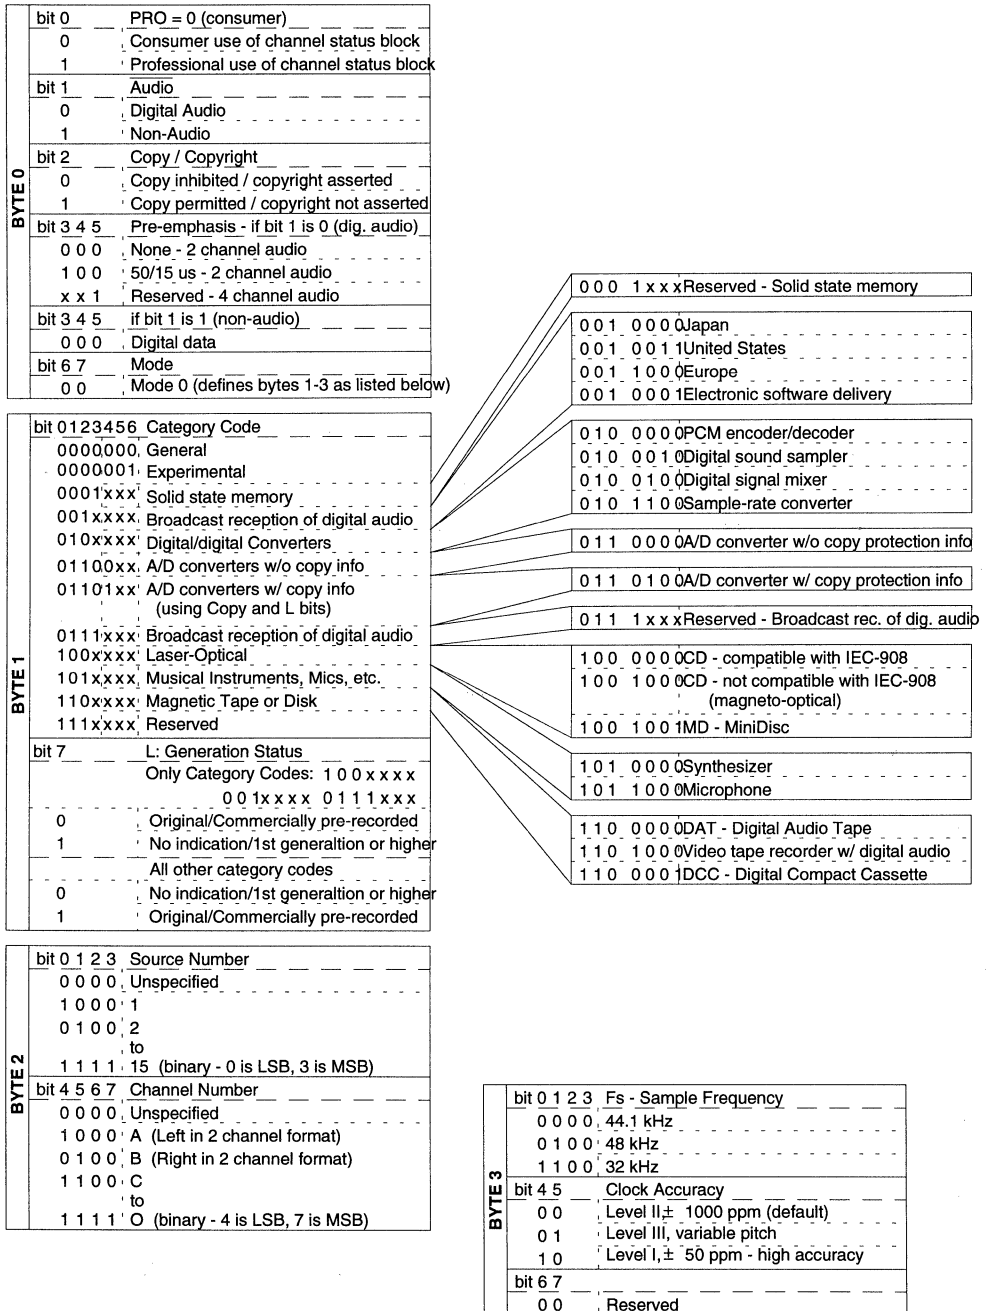 BYTE 0
bit 0 PRO = 0 (consumer)
0 Consumer use of channel status block
1 Professional use of channel status block
bit 1 Audio
0 Digital Audio
1 Non-Audio
bit 2 Copy / Copyright
0 Copy inhibited / copyright asserted
1 Copy permitted / copyright not asserted
bit 3 4 5 Pre-emphasis - if bit 1 is 0 (dig. audio)
0 0 0 None - 2 channel audio
1 0 0 50/15 us - 2 channel audio
x x 1 Reserved - 4 channel audio
bit 3 4 5 if bit 1 is 1 (non-audio)
0 0 0 Digital data
bit 6 7 Mode
0 0 Mode 0 (defines bytes 1-3 as listed below)
BYTE 1
bit 0123456 Category Code
0000000 General
0000001 Experimental
0001xxx Solid state memory
001xxxx Broadcast reception of digital audio
010xxxx Digital/digital Converters
01100xx A/D converters w/o copy info
01101xx A/D converters w/ copy info
(using Copy and L bits)
0111xxx Broadcast reception of digital audio
100xxxx Laser-Optical
101xxxx Musical Instruments, Mics, etc.
110xxxx Magnetic Tape or Disk
111xxxx Reserved
bit 7 L: Generation Status
Only Category Codes: 1 0 0 x x x x
0 0 1 x x x x 0 1 1 1 x x x
0 Original/Commercially pre-recorded
1 No indication/1st generaltion or higher
All other category codes
0 No indication/1st generaltion or higher
1 Original/Commercially pre-recorded
0 0 0 1 x x x Reserved - Solid state memory
0 0 1 0 0 0 0 Japan
0 0 1 0 0 1 1 United States
0 0 1 1 0 0 0 Europe
0 0 1 0 0 0 1 Electronic software delivery
0 1 0 0 0 0 0 PCM encoder/decoder
0 1 0 0 0 1 0 Digital sound sampler
0 1 0 0 1 0 0 Digital signal mixer
0 1 0 1 1 0 0 Sample-rate converter
0 1 1 0 0 0 0 A/D converter w/o copy protection info
0 1 1 0 1 0 0 A/D converter w/ copy protection info
0 1 1 1 x x x Reserved - Broadcast rec. of dig. audio
1 0 0 0 0 0 0 CD - compatible with IEC-908
1 0 0 1 0 0 0 CD - not compatible with IEC-908
(magneto-optical)
1 0 0 1 0 0 1 MD - MiniDisc
1 0 1 0 0 0 0 Synthesizer
1 0 1 1 0 0 0 Microphone
1 1 0 0 0 0 0 DAT - Digital Audio Tape
1 1 0 1 0 0 0 Video tape recorder w/ digital audio
1 1 0 0 0 0 1 DCC - Digital Compact Cassette
BYTE 2
bit 0 1 2 3 Source Number
0 0 0 0 Unspecified
1 0 0 0 1
0 1 0 0 2
to
1 1 1 1 15 (binary - 0 is LSB, 3 is MSB)
bit 4 5 6 7 Channel Number
0 0 0 0 Unspecified
1 0 0 0 A (Left in 2 channel format)
0 1 0 0 B (Right in 2 channel format)
1 1 0 0 C
to
1 1 1 1 O (binary - 4 is LSB, 7 is MSB)
BYTE 3
bit 0 1 2 3 Fs - Sample Frequency
0 0 0 0 44.1 kHz
0 1 0 0 48 kHz
1 1 0 0 32 kHz
bit 4 5 Clock Accuracy
0 0 Level II,± 1000 ppm (default)
0 1 Level III, variable pitch
1 0 Level I,± 50 ppm - high accuracy
bit 6 7
0 0 Reserved